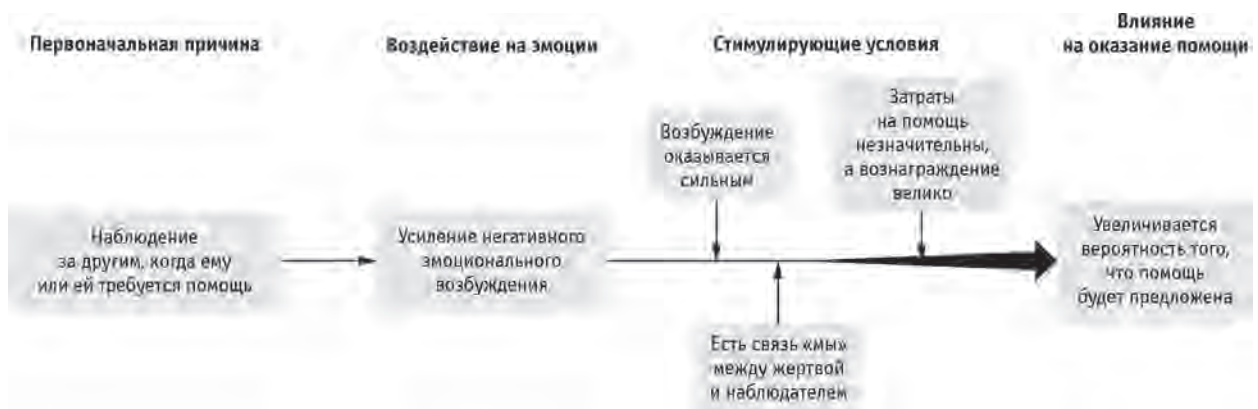 Первоначальная причина
Воздействие на эмоции
Стимулирующие условия
Влияние
на оказание помощи
Наблюдение
за другим, когда ему
или ей требуется помощь
Усиление негативного
эмоционального
возбуждения
Возбуждение
оказывается
сильным
Есть связь «мы»
между жертвой
и наблюдателем
Затраты
на помощь
незначительны,
а вознаграждение
велико
Увеличивается
вероятность того,
что помощь
будет предложена